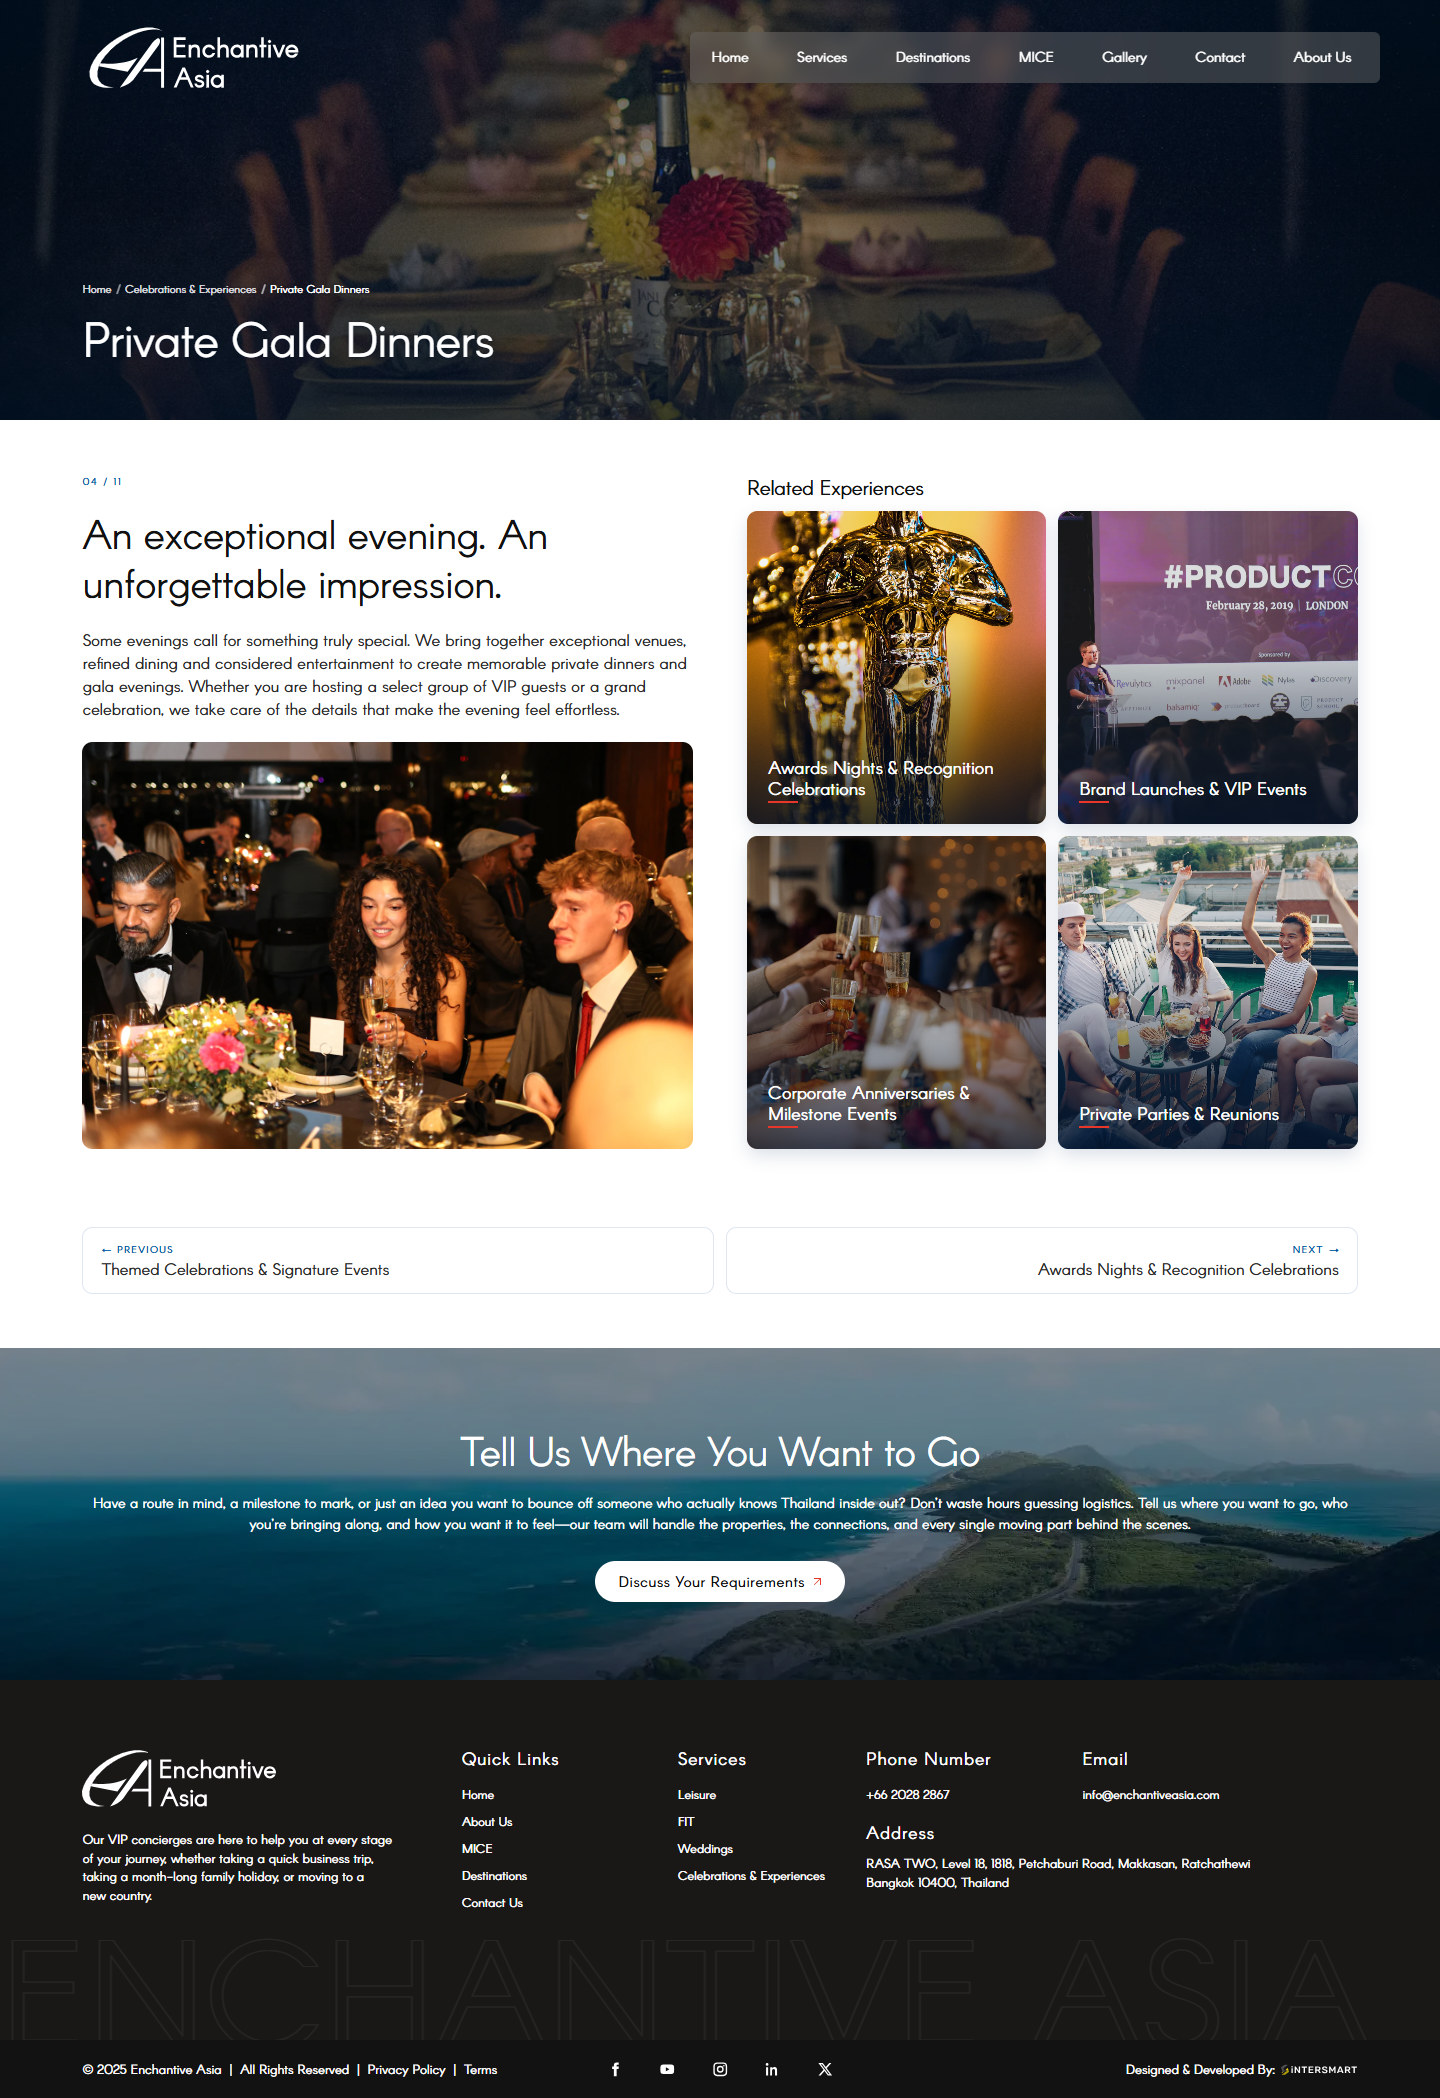 Enchantive
Asia
Home Services Destinations MICE Gallery Contact About Us
Home / Celebrations & Experiences / Private Gala Dinners
Private Gala Dinners
04 / 11
An exceptional evening. An
unforgettable impression.
Some evenings call for something truly special. We bring together exceptional venues,
refined dining and considered entertainment to create memorable private dinners and
gala evenings. Whether you are hosting a select group of VIP guests or a grand
celebration, we take care of the details that make the evening feel effortless.
Related Experiences
Awards Nights & Recognition
Celebrations
#PRODUCTCO
February 28, 2019 | LONDON
Sponsored by
Revulytics mixpanel Adobe Nylas Discovery
balsamiq
PRODUCT
SCHOOL
Brand Launches & VIP Events
Corporate Anniversaries &
Milestone Events
Private Parties & Reunions
← PREVIOUS
Themed Celebrations & Signature Events
NEXT →
Awards Nights & Recognition Celebrations
Tell Us Where You Want to Go
Have a route in mind, a milestone to mark, or just an idea you want to bounce off someone who actually knows Thailand inside out? Don't waste hours guessing logistics. Tell us where you want to go, who
you're bringing along, and how you want it to feel—our team will handle the properties, the connections, and every single moving part behind the scenes.
Discuss Your Requirements
Enchantive
Asia
Our VIP concierges are here to help you at every stage
of your journey, whether taking a quick business trip,
taking a month-long family holiday, or moving to a
new country.
Quick Links
Home
About Us
MICE
Destinations
Contact Us
Services
Leisure
FIT
Weddings
Celebrations & Experiences
Phone Number
+66 2028 2867
Email
info@enchantiveasia.com
Address
RASA TWO, Level 18, 1818, Petchaburi Road, Makkasan, Ratchathewi
Bangkok 10400, Thailand
ENCHANTIVE ASIA
© 2025 Enchantive Asia | All Rights Reserved | Privacy Policy | Terms
Designed & Developed By: INTERSMART